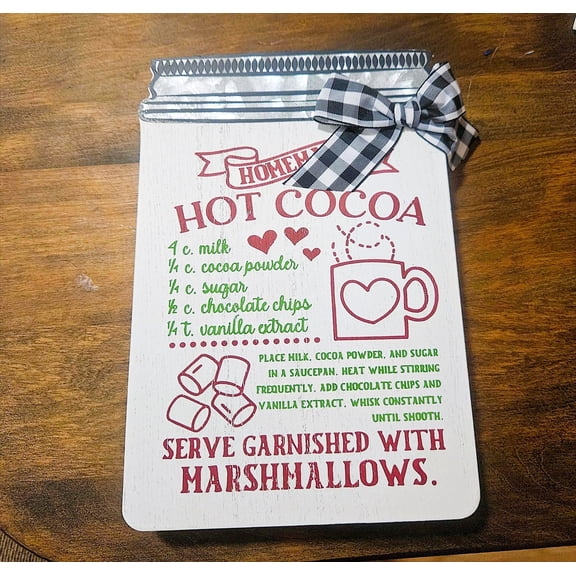 HOMEM
HOT COCOA
4 c. milk
¼ c. cocoa powder
¼ c. sugar
½ c. chocolate chips
¼ t. vanilla extract
PLACE MILK, COCOA POWDER, AND SUGAR
IN A SAUCEPAN. HEAT WHILE STIRRING
FREQUENTLY. ADD CHOCOLATE CHIPS AND
VANILLA EXTRACT. WHISK CONSTANTLY
UNTIL SMOOTH.
SERVE GARNISHED WITH
MARSHMALLOWS.